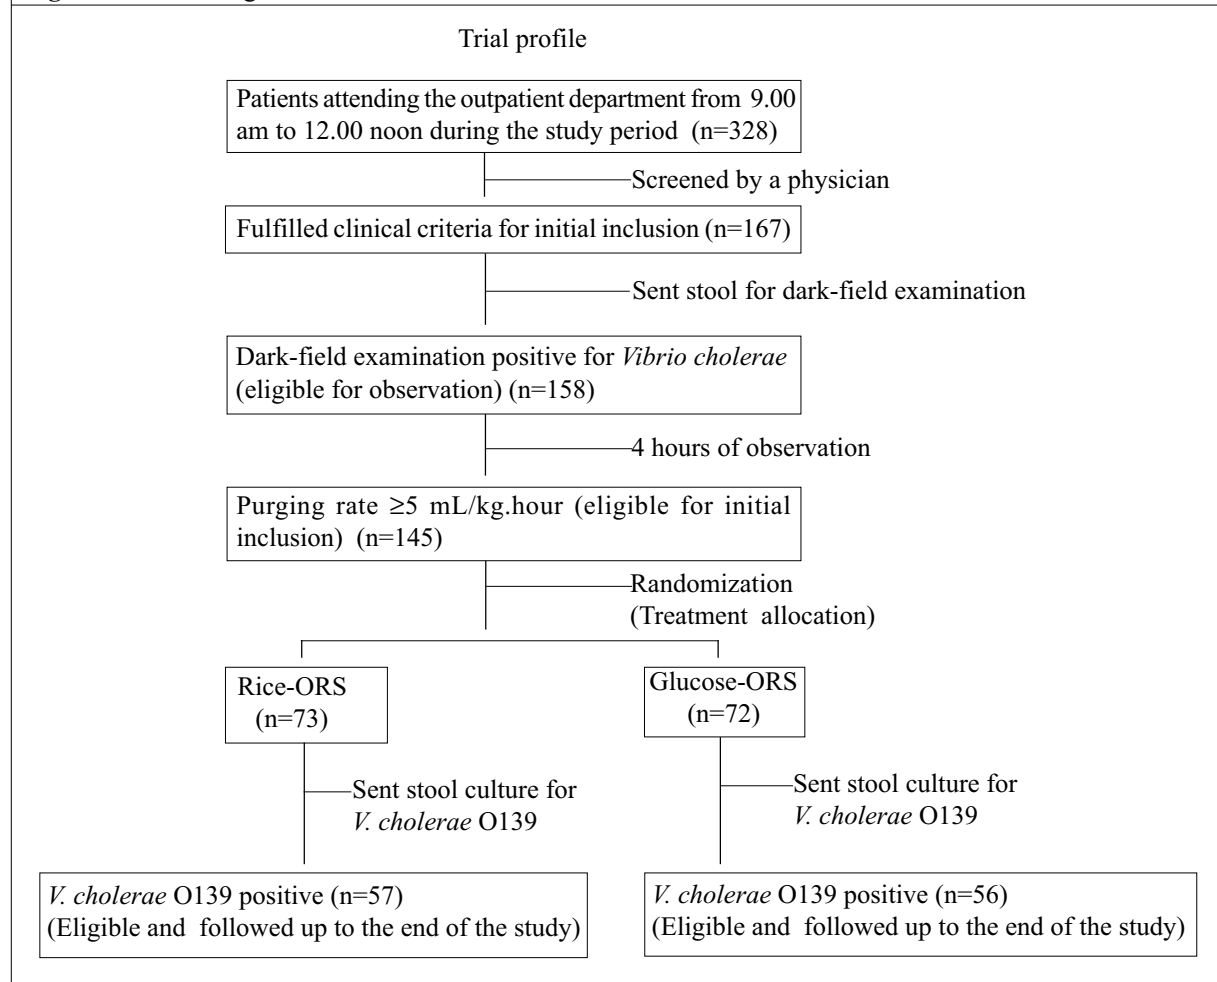 Trial profile
Patients attending the outpatient department from 9.00
am to 12.00 noon during the study period (n=328)
Screened by a physician
Fulfilled clinical criteria for initial inclusion (n=167)
Sent stool for dark-field examination
Dark-field examination positive for Vibrio cholerae
(eligible for observation) (n=158)
4 hours of observation
Purging rate ≥5 mL/kg.hour (eligible for initial
inclusion) (n=145)
Randomization
(Treatment allocation)
Rice-ORS
(n=73)
Glucose-ORS
(n=72)
Sent stool culture for
V. cholerae O139
Sent stool culture for
V. cholerae O139
V. cholerae O139 positive (n=57)
(Eligible and followed up to the end of the study)
V. cholerae O139 positive (n=56)
(Eligible and followed up to the end of the study)